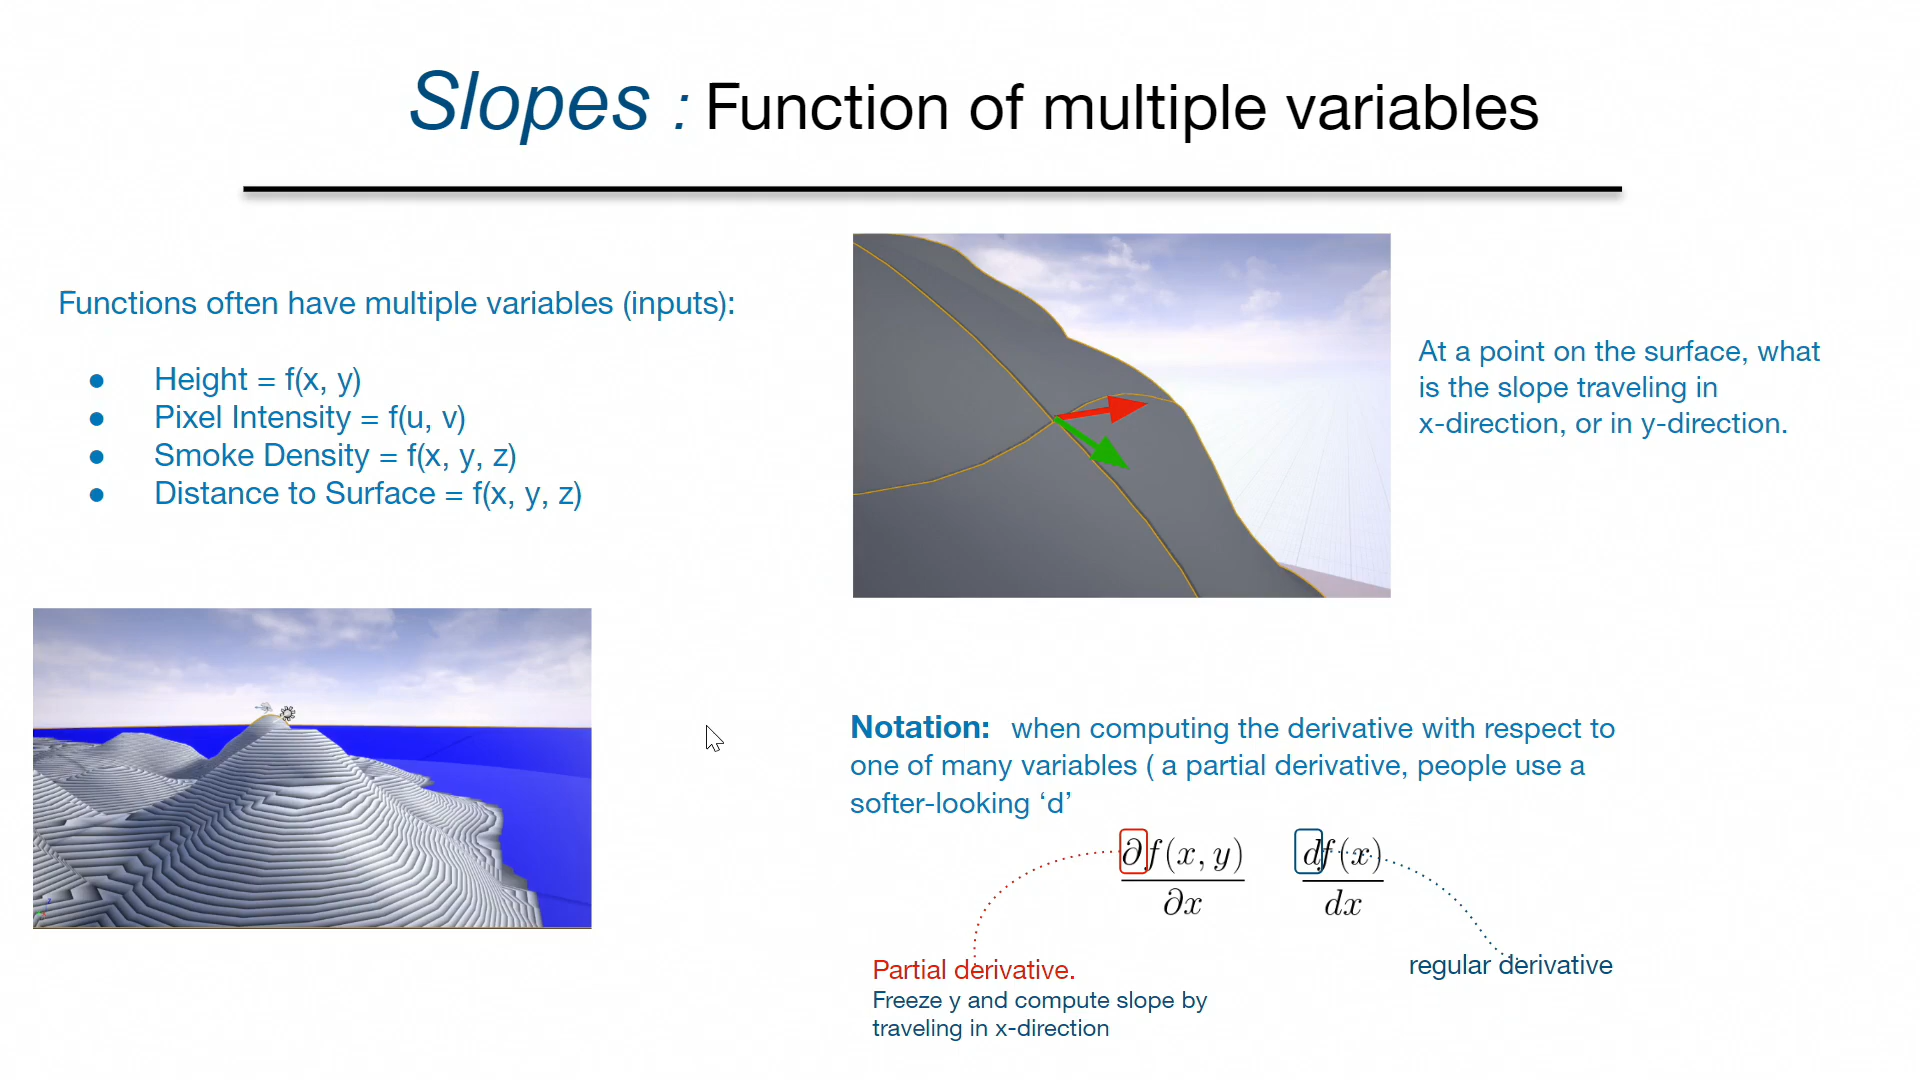 Slopes : Function of multiple variables
Functions often have multiple variables (inputs):
● Height = f(x, y)
● Pixel Intensity = f(u, v)
● Smoke Density = f(x, y, z)
● Distance to Surface = f(x, y, z)
At a point on the surface, what
is the slope traveling in
x-direction, or in y-direction.
Notation: when computing the derivative with respect to
one of many variables ( a partial derivative, people use a
softer-looking ‘d’
∂f(x, y) df(x)
∂x dx
Partial derivative.
Freeze y and compute slope by
traveling in x-direction
regular derivative